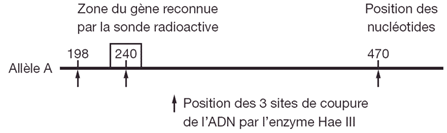 Zone du gène reconnue
par la sonde radioactive
Position des
nucléotides
198
240
470
Allèle A
Position des 3 sites de coupure
de l'ADN par l'enzyme Hae III